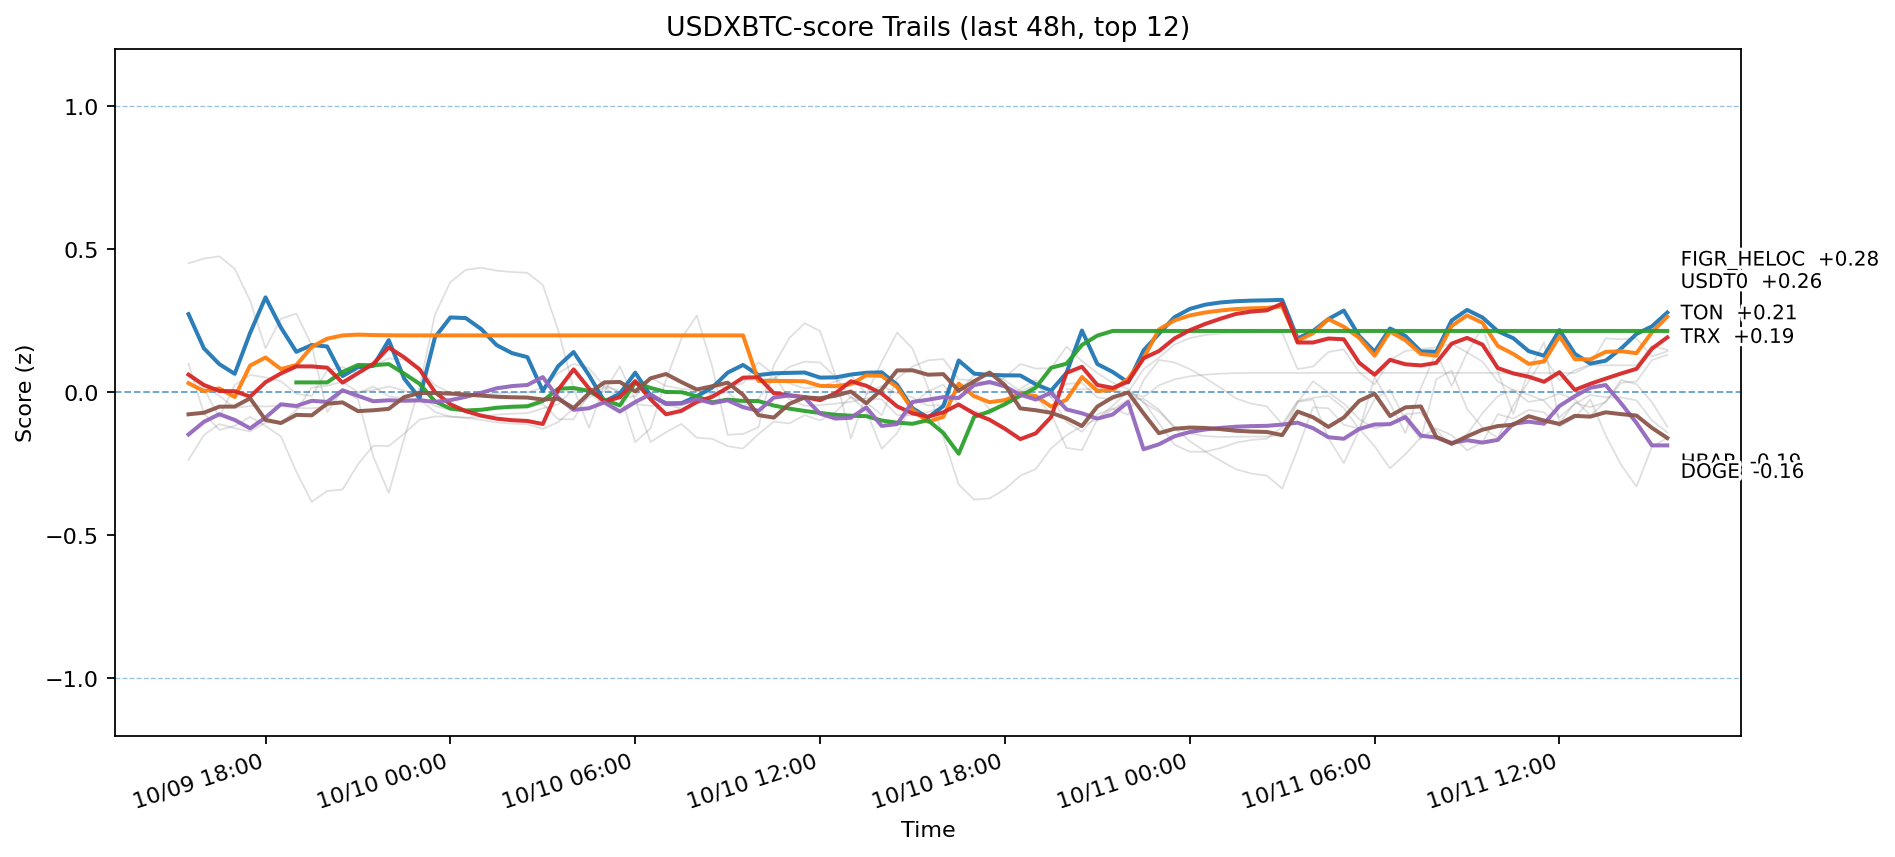 USDXBTC-score Trails (last 48h, top 12)
Score (z)
1.0
0.5
0.0
−0.5
−1.0
FIGR_HELOC +0.28
USDT0 +0.26
TON +0.21
TRX +0.19
-0.19
DOGE -0.16
10/09 18:00
10/10 00:00
10/10 06:00
10/10 12:00
10/10 18:00
10/11 00:00
10/11 06:00
10/11 12:00
Time